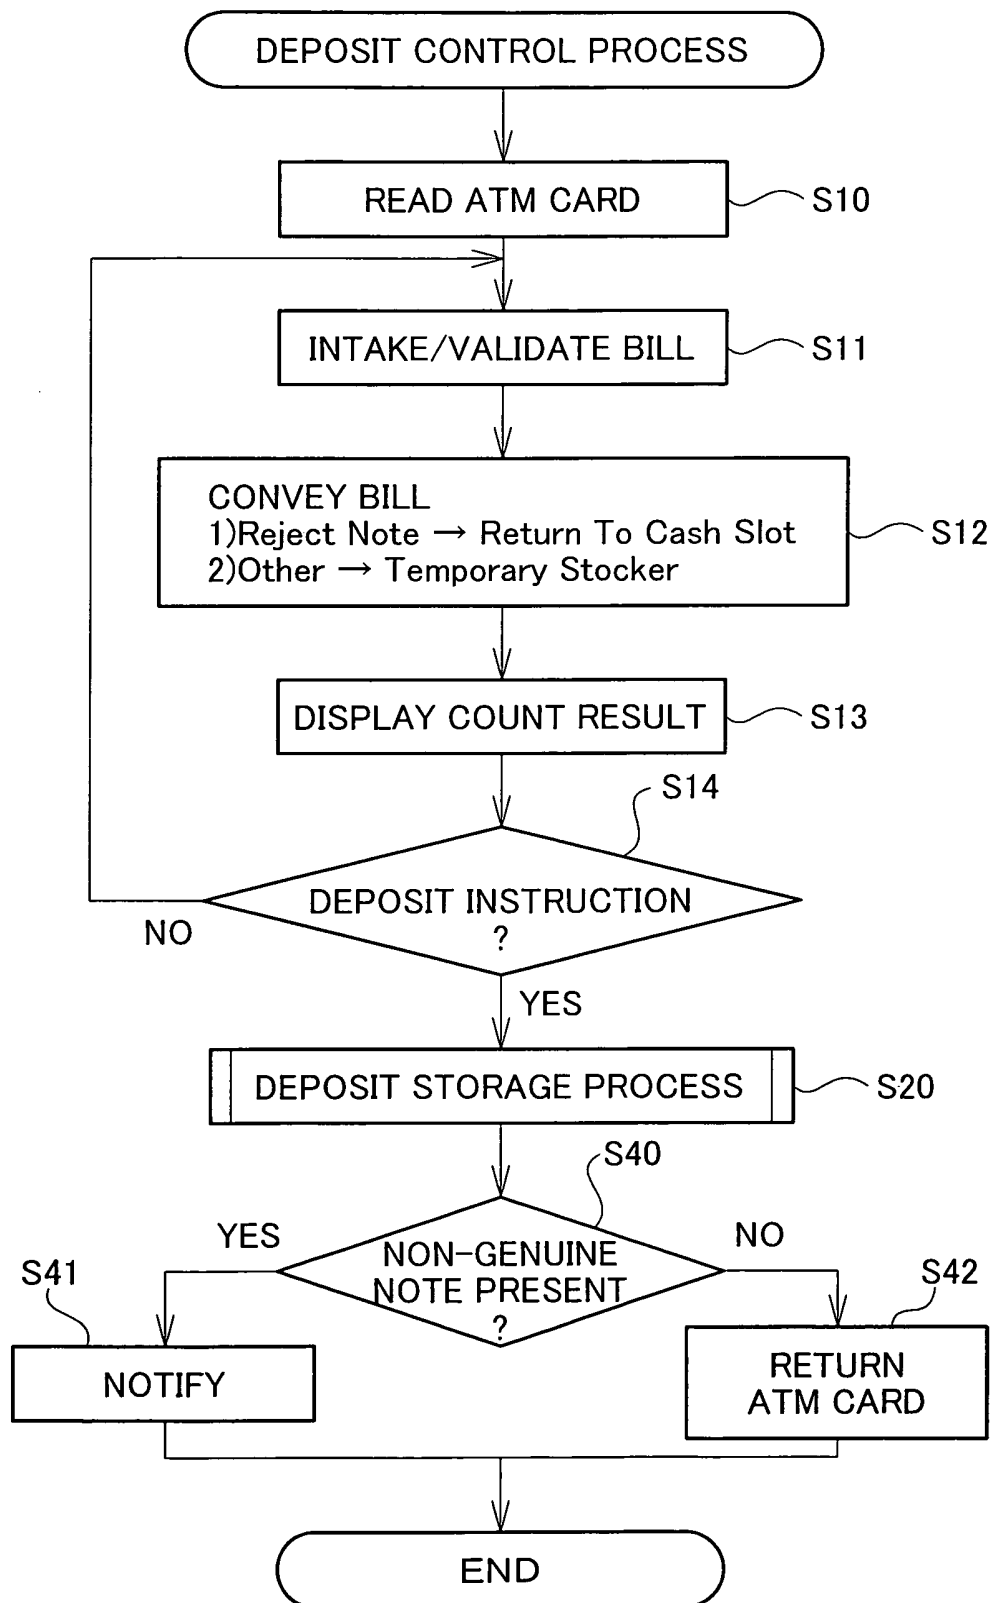 DEPOSIT CONTROL PROCESS
READ ATM CARD
S10
INTAKE/VALIDATE BILL
S11
CONVEY BILL
1)Reject Note → Return To Cash Slot
2)Other → Temporary Stocker
S12
DISPLAY COUNT RESULT
S13
S14
DEPOSIT INSTRUCTION
?
NO
YES
DEPOSIT STORAGE PROCESS
S20
S40
YES
NO
NON-GENUINE
NOTE PRESENT
?
S41
S42
NOTIFY
RETURN
ATM CARD
END